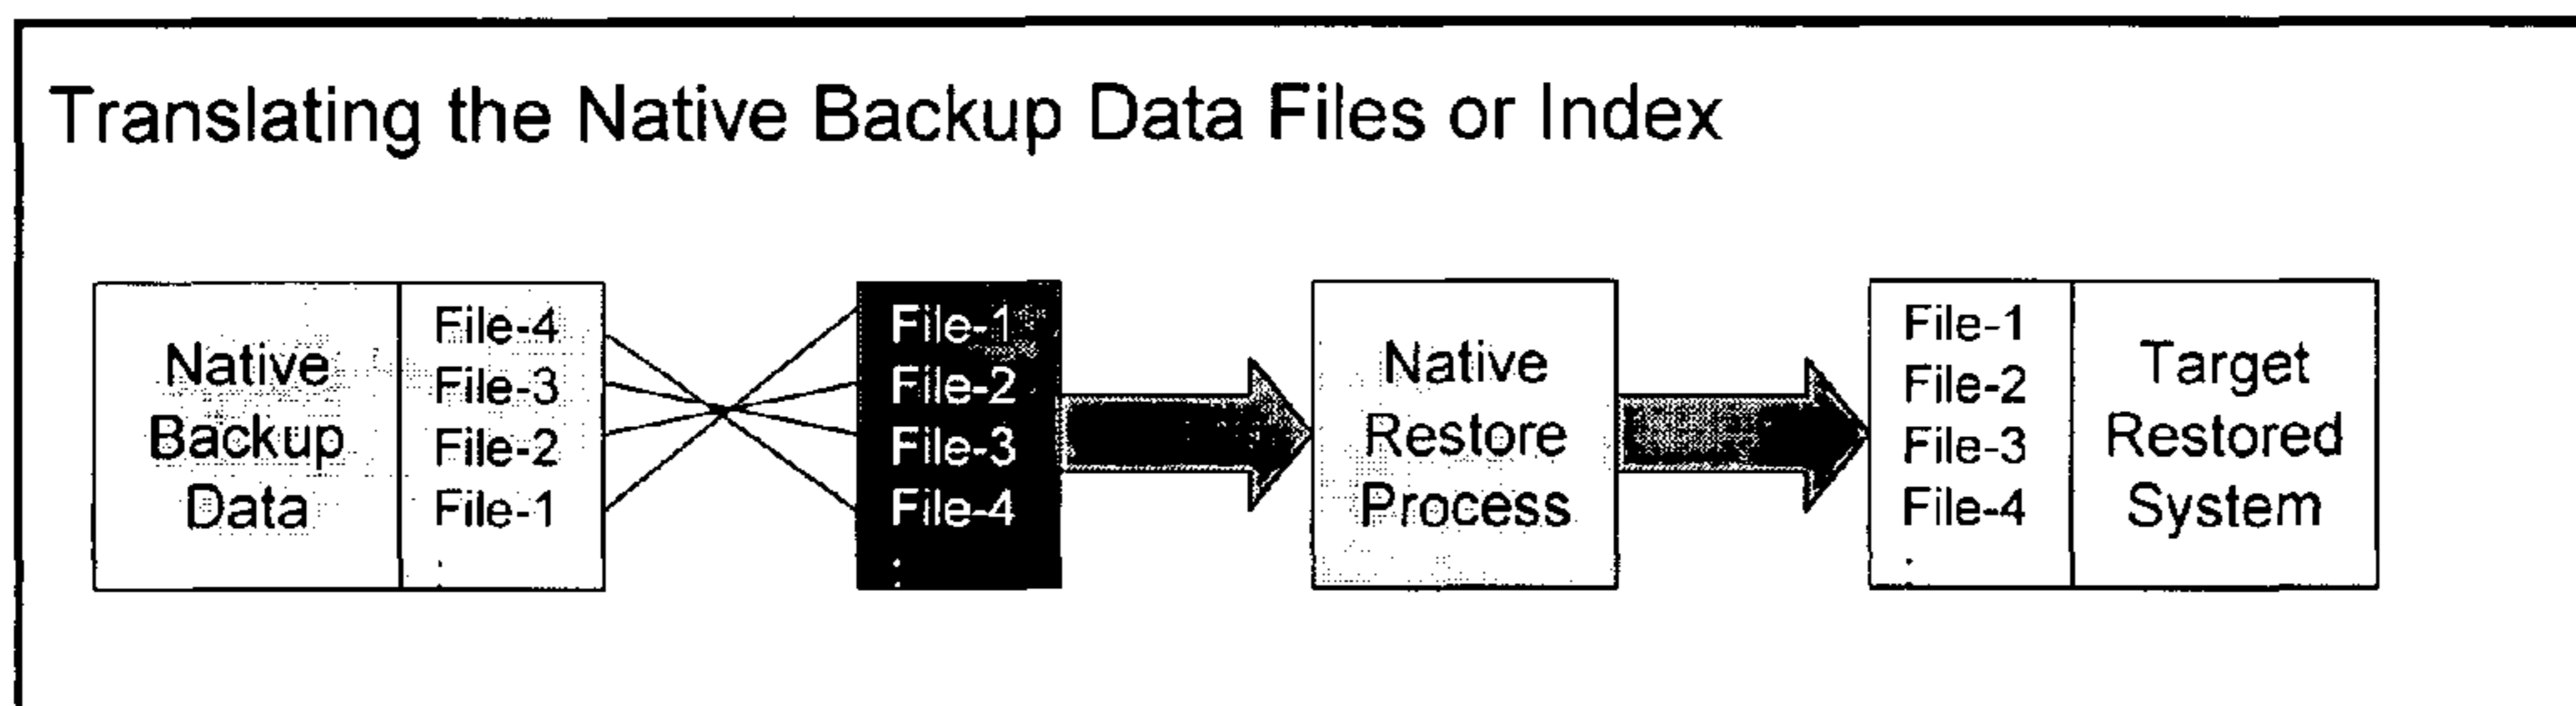 Translating the Native Backup Data Files or Index
Native
Backup
Data
File-4
File-3
File-2
File-1
:
File-1
File-2
File-3
File-4
:
Native
Restore
Process
File-1
File-2
File-3
File-4
:
Target
Restored
System